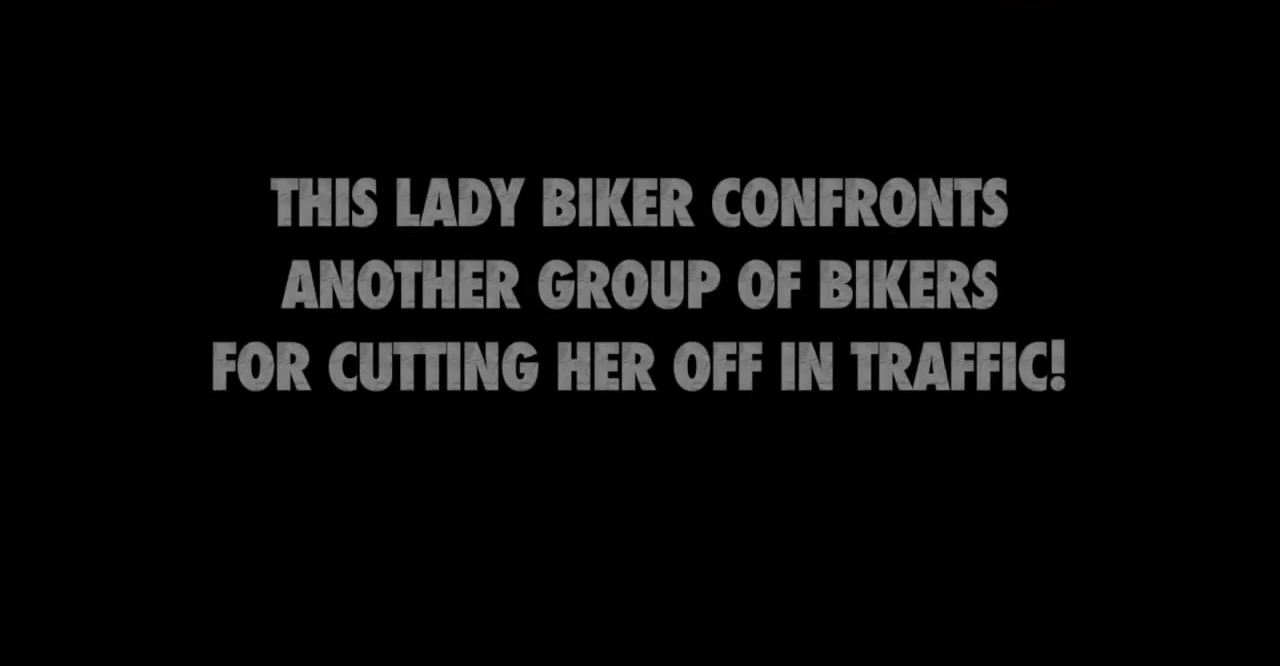 THIS LADY BIKER CONFRONTS
ANOTHER GROUP OF BIKERS
FOR CUTTING HER OFF IN TRAFFIC!